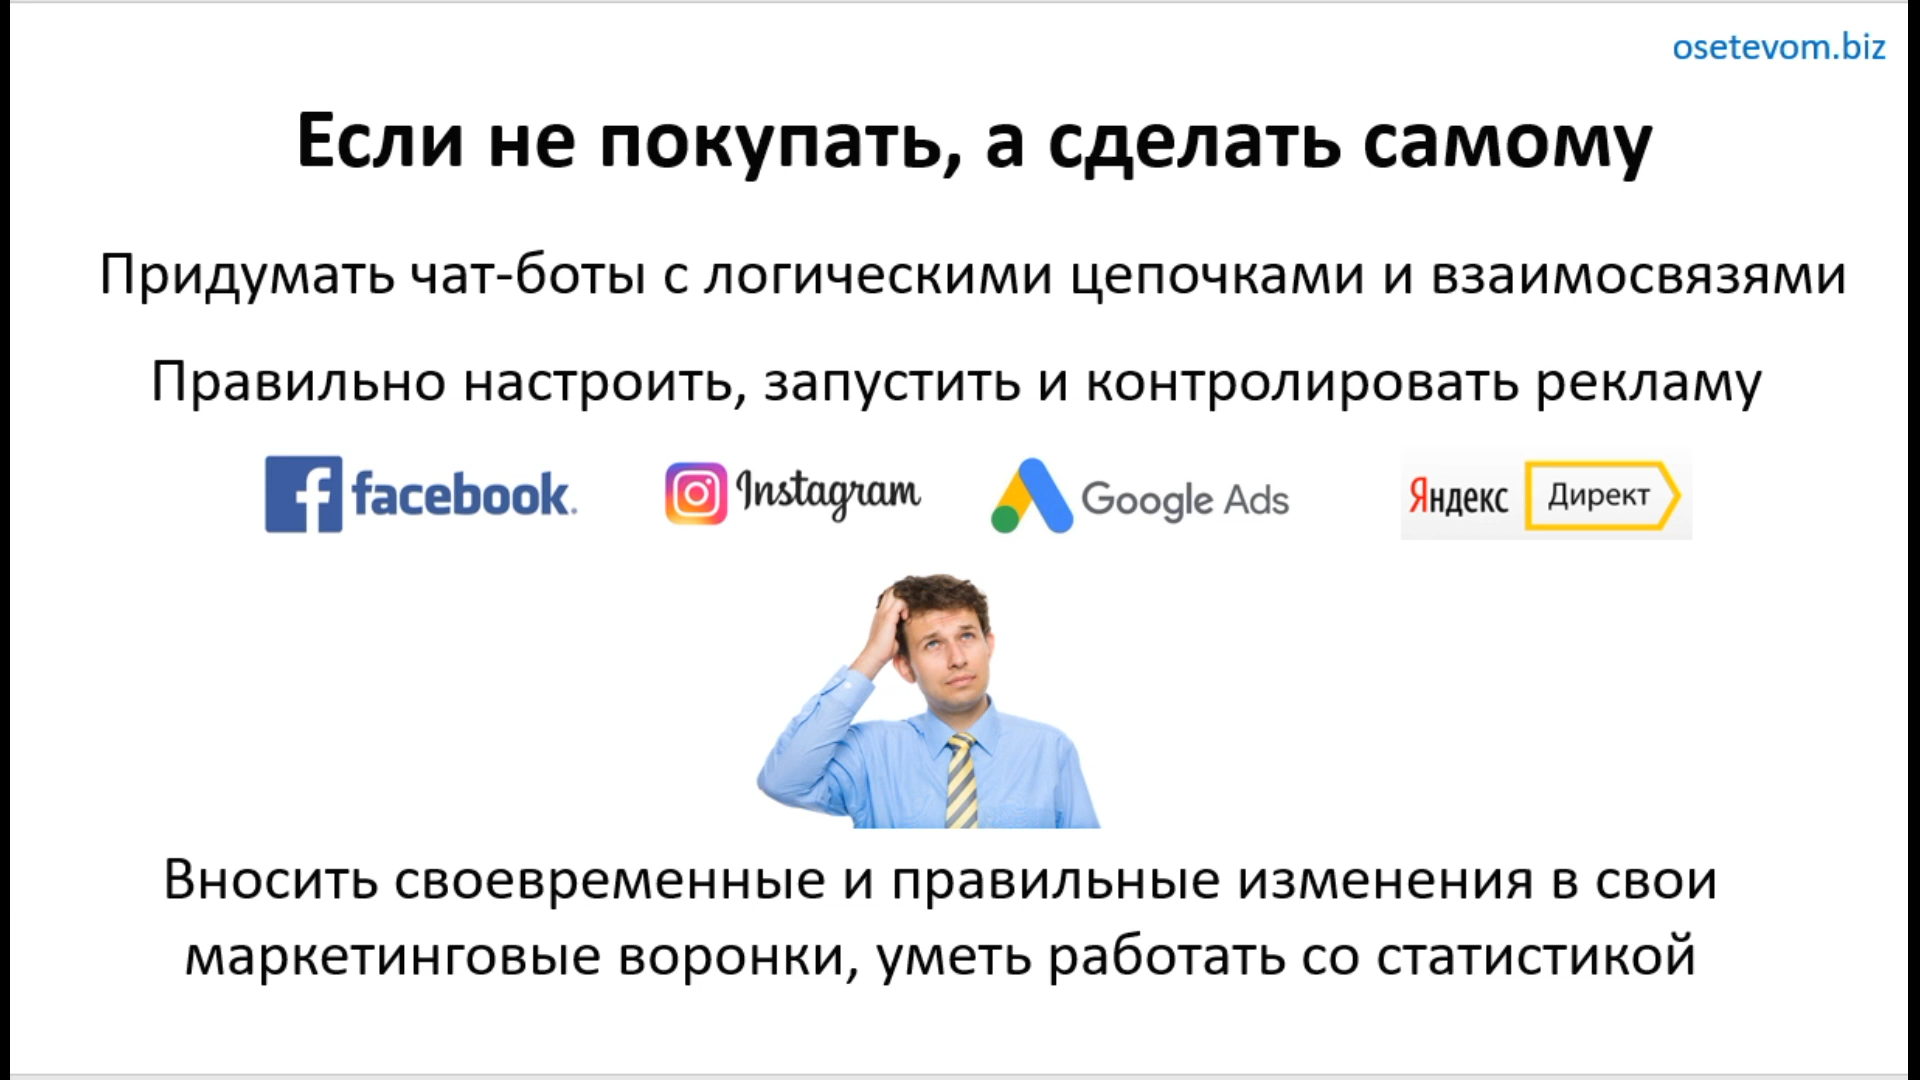 osetevom.biz
Если не покупать, а сделать самому
Придумать чат-боты с логическими цепочками и взаимосвязями
Правильно настроить, запустить и контролировать рекламу
facebook. Instagram Google Ads Яндекс Директ
Вносить своевременные и правильные изменения в свои
маркетинговые воронки, уметь работать со статистикой